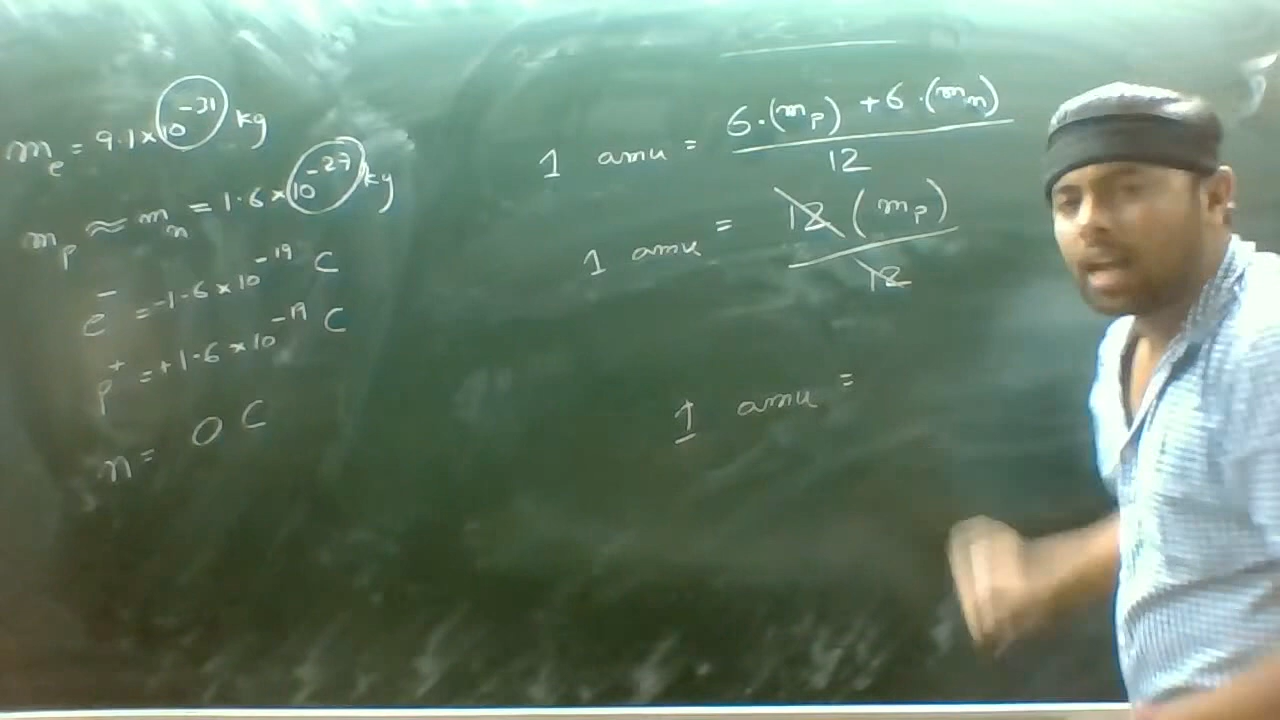 mₑ = 9.1×10⁻³¹ kg
mₚ ≈ mₙ = 1.6×10⁻²⁷ kg
e⁻ = -1.6×10⁻¹⁹ C
p⁺ = +1.6×10⁻¹⁹ C
n = 0 C
1 amu = 6·(mₚ) + 6·(mₙ)
12
1 amu = 12 (mₚ)
12
1 amu =